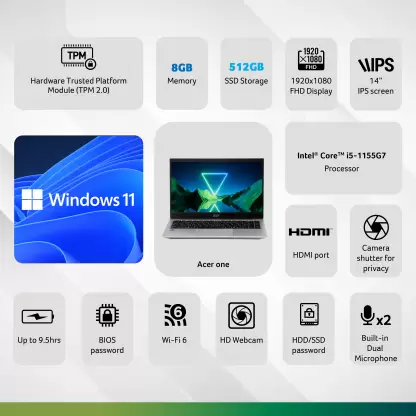 TPM
Hardware Trusted Platform
Module (TPM 2.0)
8GB
Memory
512GB
SSD Storage
1920
×1080
FHD
1920x1080
FHD Display
IPS
14"
IPS screen
Windows 11
acer
Acer one
Intel® Core™ i5-1155G7
Processor
HDMI
HDMI port
Camera
shutter for
privacy
Up to 9.5hrs
BIOS
password
6
Wi-Fi 6
HD Webcam
HDD/SSD
password
x2
Built-in
Dual
Microphone